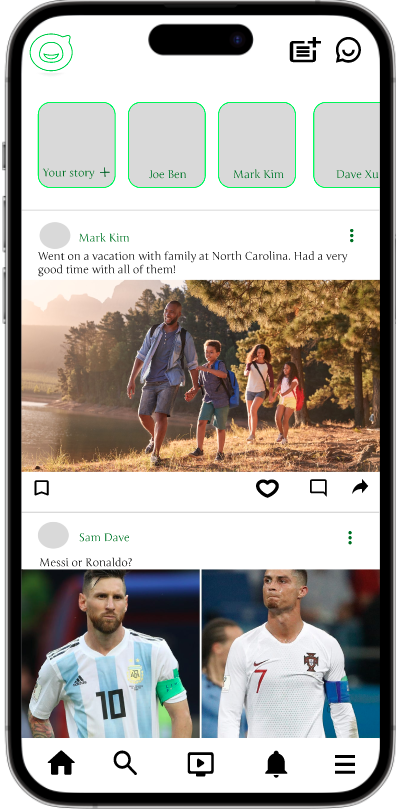 Your story +
Joe Ben
Mark Kim
Dave Xu
Mark Kim
Went on a vacation with family at North Carolina. Had a very
good time with all of them!
Sam Dave
Messi or Ronaldo?
10
7